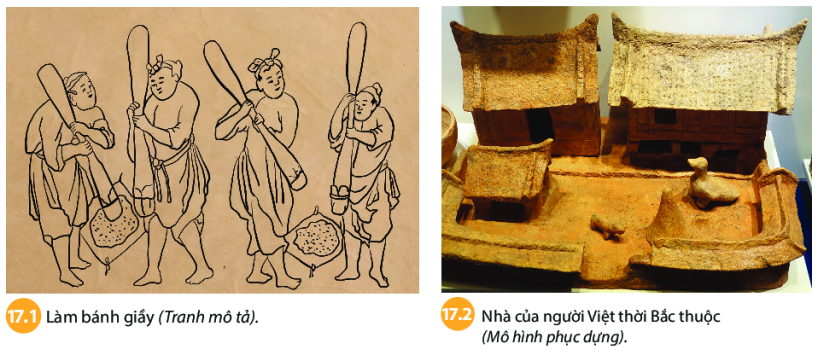 17.1 Làm bánh giầy (Tranh mô tả).
17.2 Nhà của người Việt thời Bắc thuộc
(Mô hình phục dựng).